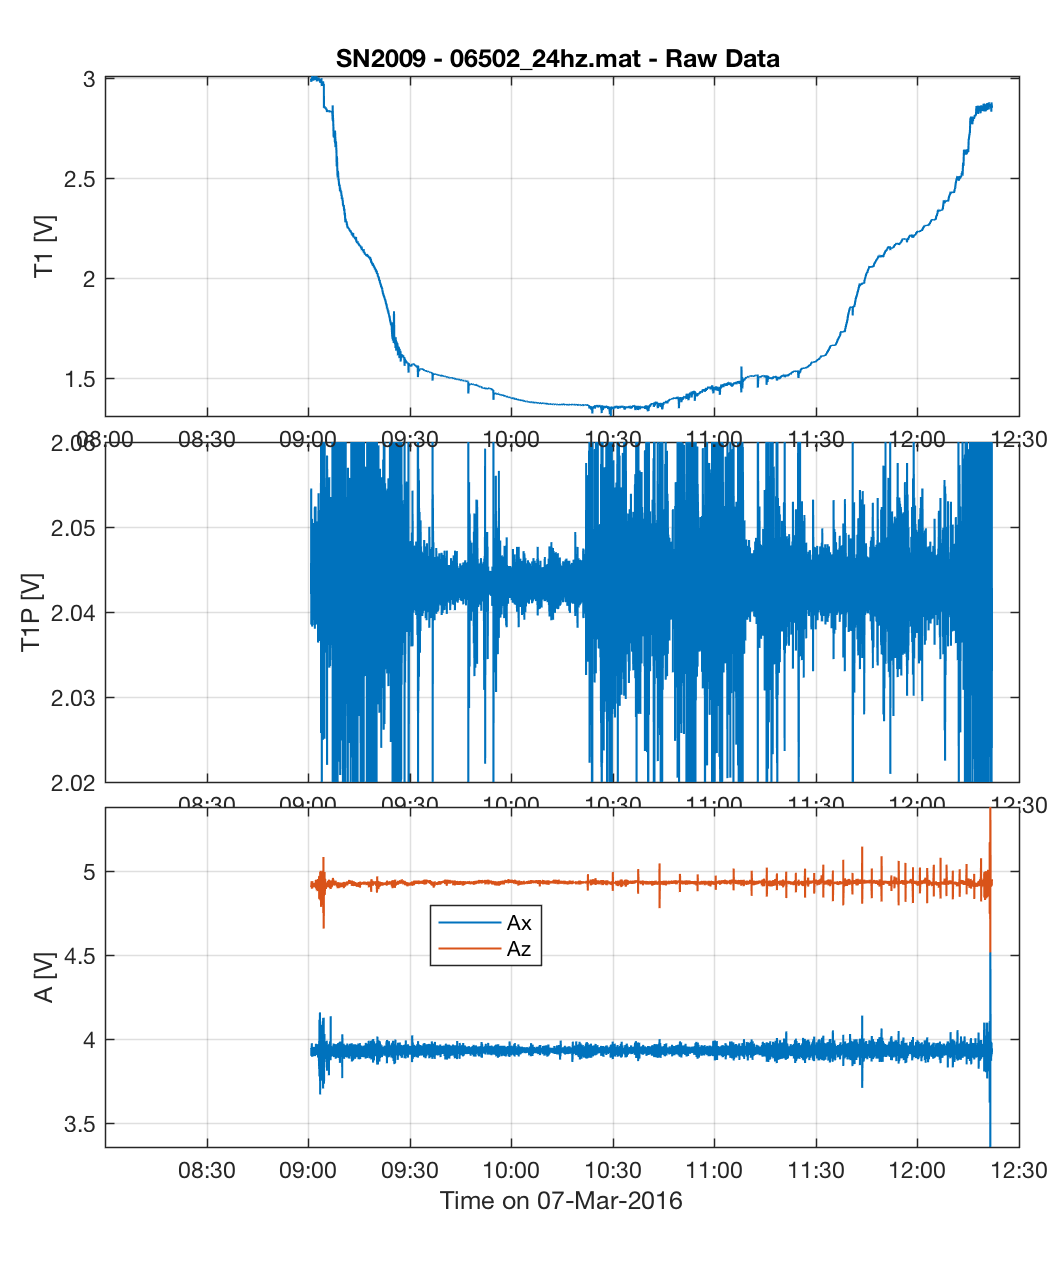 SN2009 - 06502_24hz.mat - Raw Data
3
2.5
2
1.5
T1 [V]
08:00 08:30 09:00 09:30 10:00 10:30 11:00 11:30 12:00 12:30
2.06
2.05
2.04
2.03
2.02
T1P [V]
08:30 09:00 09:30 10:00 10:30 11:00 11:30 12:00 12:30
5
4.5
4
3.5
A [V]
Ax
Az
08:30 09:00 09:30 10:00 10:30 11:00 11:30 12:00 12:30
Time on 07-Mar-2016